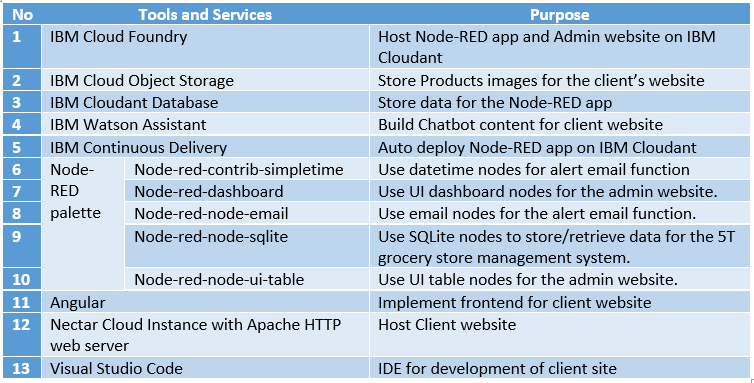 No Tools and Services Purpose
1 IBM Cloud Foundry Host Node-RED app and Admin website on IBM
Cloudant
2 IBM Cloud Object Storage Store Products images for the client's website
3 IBM Cloudant Database Store data for the Node-RED app
4 IBM Watson Assistant Build Chatbot content for client website
5 IBM Continuous Delivery Auto deploy Node-RED app on IBM Cloudant
6 Node- Node-red-contrib-simpletime Use datetime nodes for alert email function
7 RED Node-red-dashboard Use UI dashboard nodes for the admin website.
8 palette Node-red-node-email Use email nodes for the alert email function.
9 Node-red-node-sqlite Use SQLite nodes to store/retrieve data for the 5T
grocery store management system.
10 Node-red-node-ui-table Use UI table nodes for the admin website.
11 Angular Implement frontend for client website
12 Nectar Cloud Instance with Apache HTTP Host Client website
web server
13 Visual Studio Code IDE for development of client site